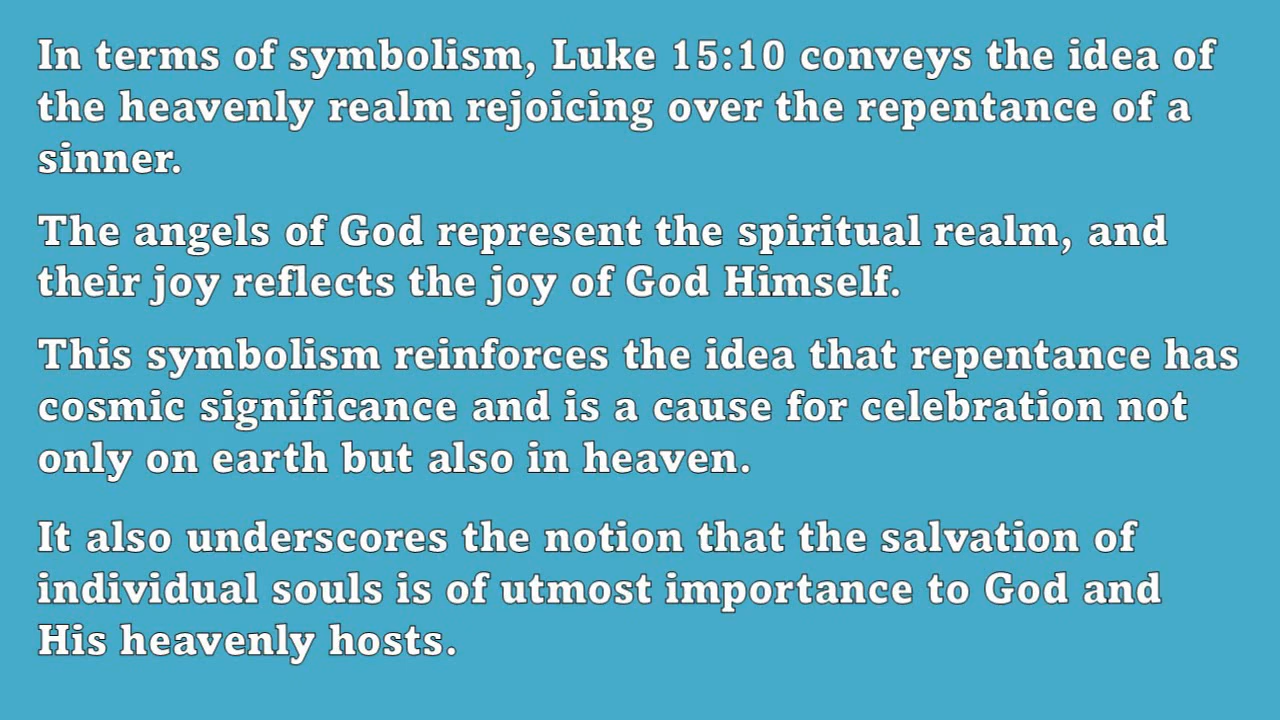 In terms of symbolism, Luke 15:10 conveys the idea of
the heavenly realm rejoicing over the repentance of a
sinner.
The angels of God represent the spiritual realm, and
their joy reflects the joy of God Himself.
This symbolism reinforces the idea that repentance has
cosmic significance and is a cause for celebration not
only on earth but also in heaven.
It also underscores the notion that the salvation of
individual souls is of utmost importance to God and
His heavenly hosts.